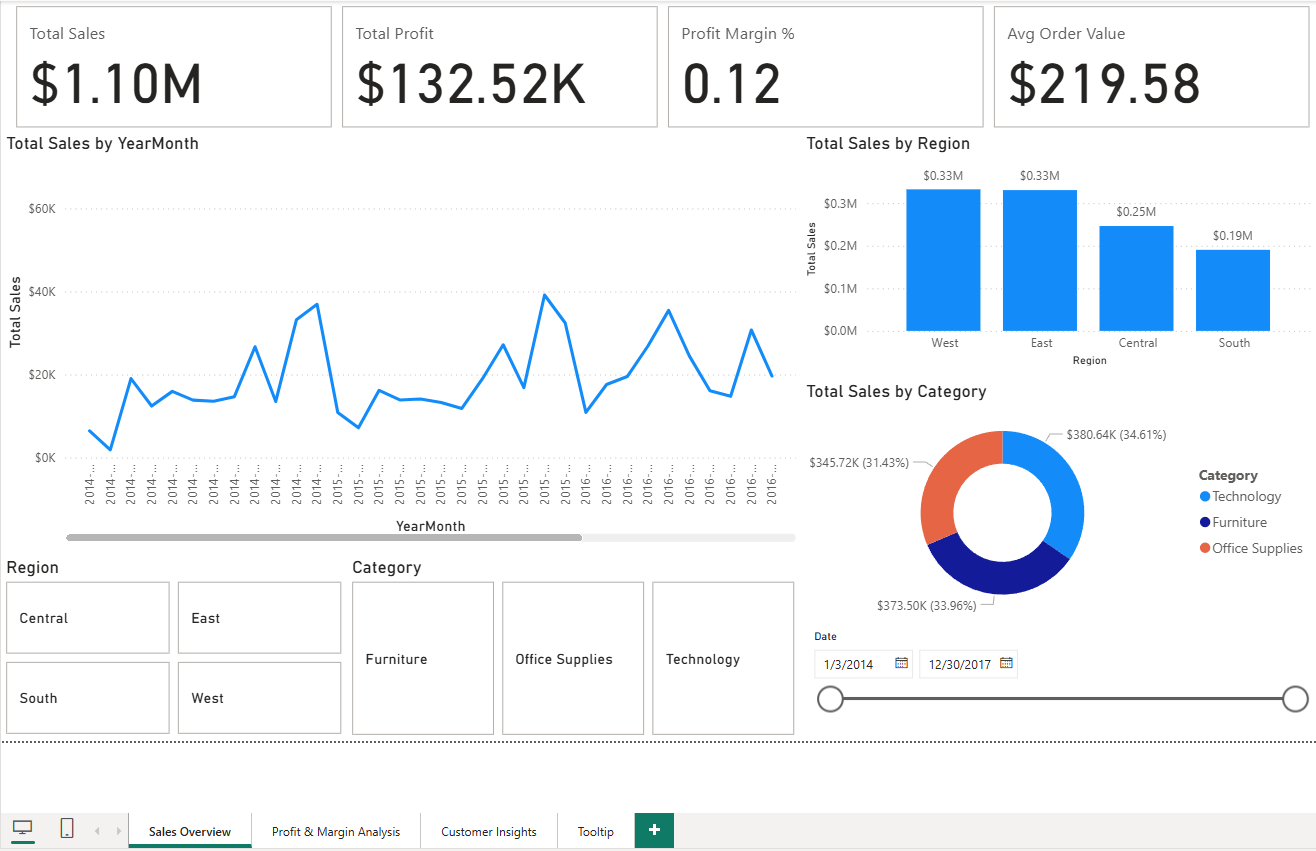 Total Sales
$1.10M
Total Profit
$132.52K
Profit Margin %
0.12
Avg Order Value
$219.58
Total Sales by YearMonth
Total Sales
$60K
$40K
$20K
$0K
2014-...
2014-...
2014-...
2014-...
2014-...
2014-...
2014-...
2014-...
2014-...
2014-...
2014-...
2014-...
2015-...
2015-...
2015-...
2015-...
2015-...
2015-...
2015-...
2015-...
2015-...
2015-...
2015-...
2015-...
2016-...
2016-...
2016-...
2016-...
2016-...
2016-...
2016-...
2016-...
2016-...
2016-...
YearMonth
Total Sales by Region
Total Sales
$0.3M
$0.2M
$0.1M
$0.0M
$0.33M
$0.33M
$0.25M
$0.19M
West
East
Central
South
Region
Total Sales by Category
$380.64K (34.61%)
$345.72K (31.43%)
$373.50K (33.96%)
Category
Technology
Furniture
Office Supplies
Region
Central
East
South
West
Category
Furniture
Office Supplies
Technology
Date
1/3/2014
12/30/2017
Sales Overview
Profit & Margin Analysis
Customer Insights
Tooltip
+